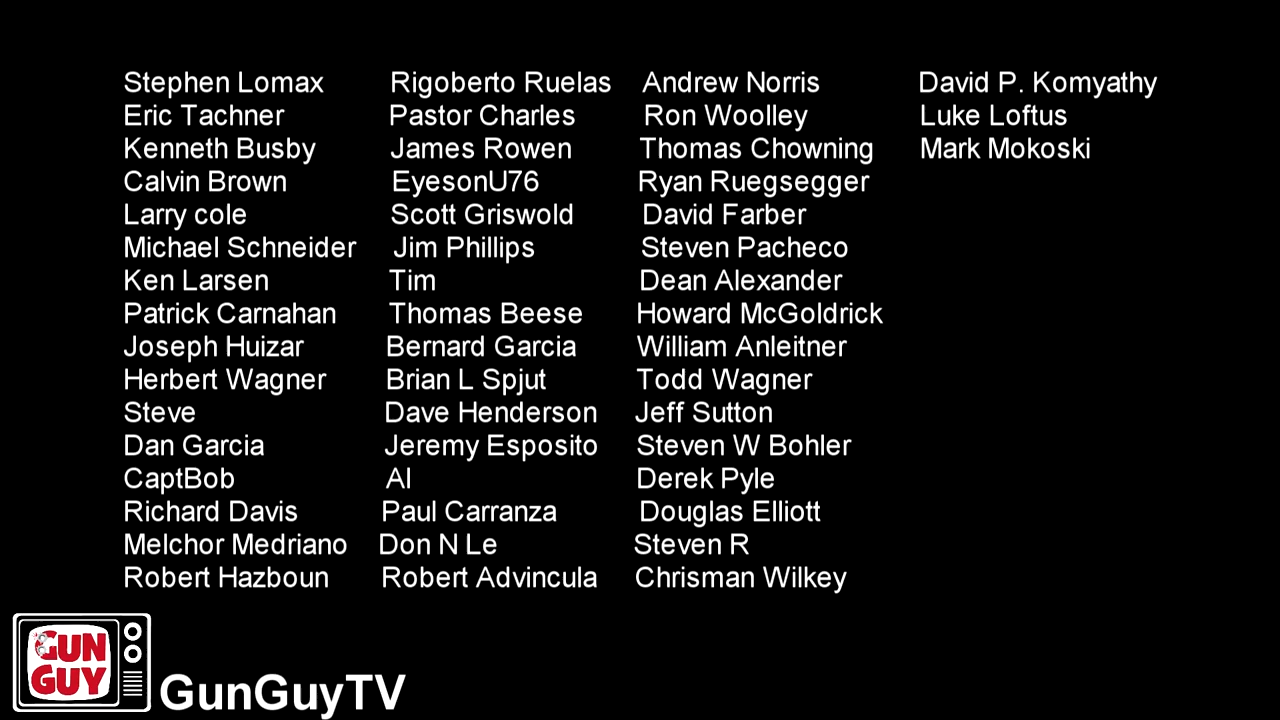 Stephen Lomax Rigoberto Ruelas Andrew Norris David P. Komyathy
Eric Tachner Pastor Charles Ron Woolley Luke Loftus
Kenneth Busby James Rowen Thomas Chowning Mark Mokoski
Calvin Brown EyesonU76 Ryan Ruegsegger
Larry cole Scott Griswold David Farber
Michael Schneider Jim Phillips Steven Pacheco
Ken Larsen Tim Dean Alexander
Patrick Carnahan Thomas Beese Howard McGoldrick
Joseph Huizar Bernard Garcia William Anleitner
Herbert Wagner Brian L Spjut Todd Wagner
Steve Dave Henderson Jeff Sutton
Dan Garcia Jeremy Esposito Steven W Bohler
CaptBob Al Derek Pyle
Richard Davis Paul Carranza Douglas Elliott
Melchor Medriano Don N Le Steven R
Robert Hazboun Robert Advincula Chrisman Wilkey
GUN
GUY
GunGuyTV